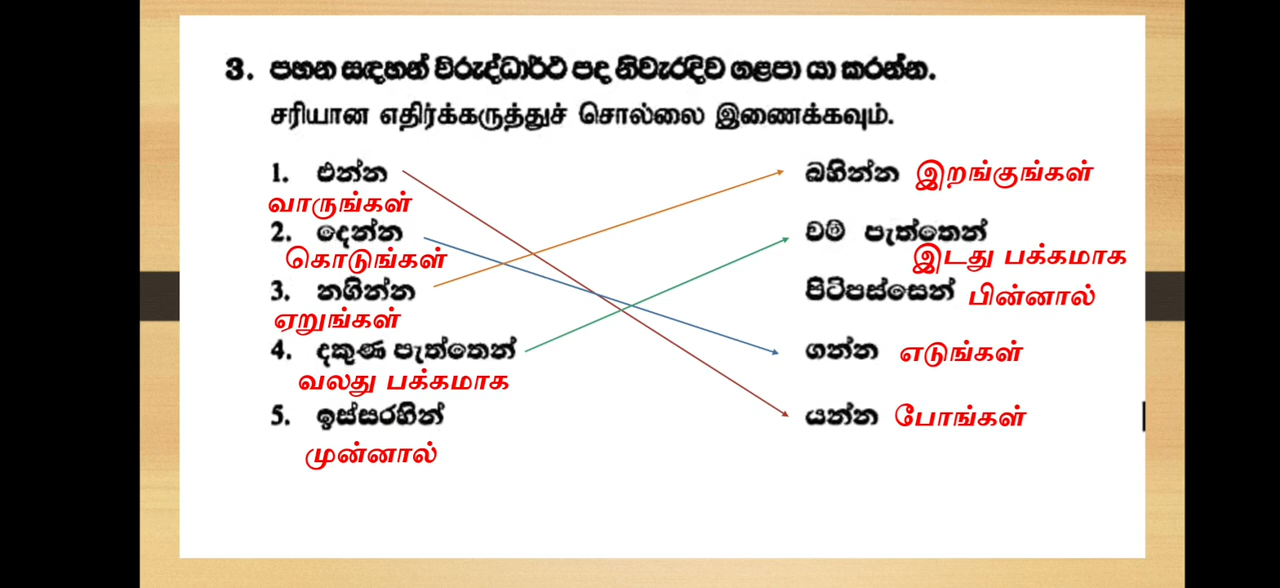 3. පහන සඳහන් විරුද්ධාර්ථ පද නිවැරදිව ගළපා යා කරන්න.
சரியான எதிர்க்கருத்துச் சொல்லை இணைக்கவும்.
1. එන්න බහින්න இறங்குங்கள்
வாருங்கள்
2. දෙන්න වම් පැත්තෙන්
கொடுங்கள் இடது பக்கமாக
3. නගින්න පිටිපස්සෙන් பின்னால்
ஏறுங்கள்
4. දකුණ පැත්තෙන් ගන්න எடுங்கள்
வலது பக்கமாக
5. ඉස්සරහින් යන්න போங்கள்
முன்னால்